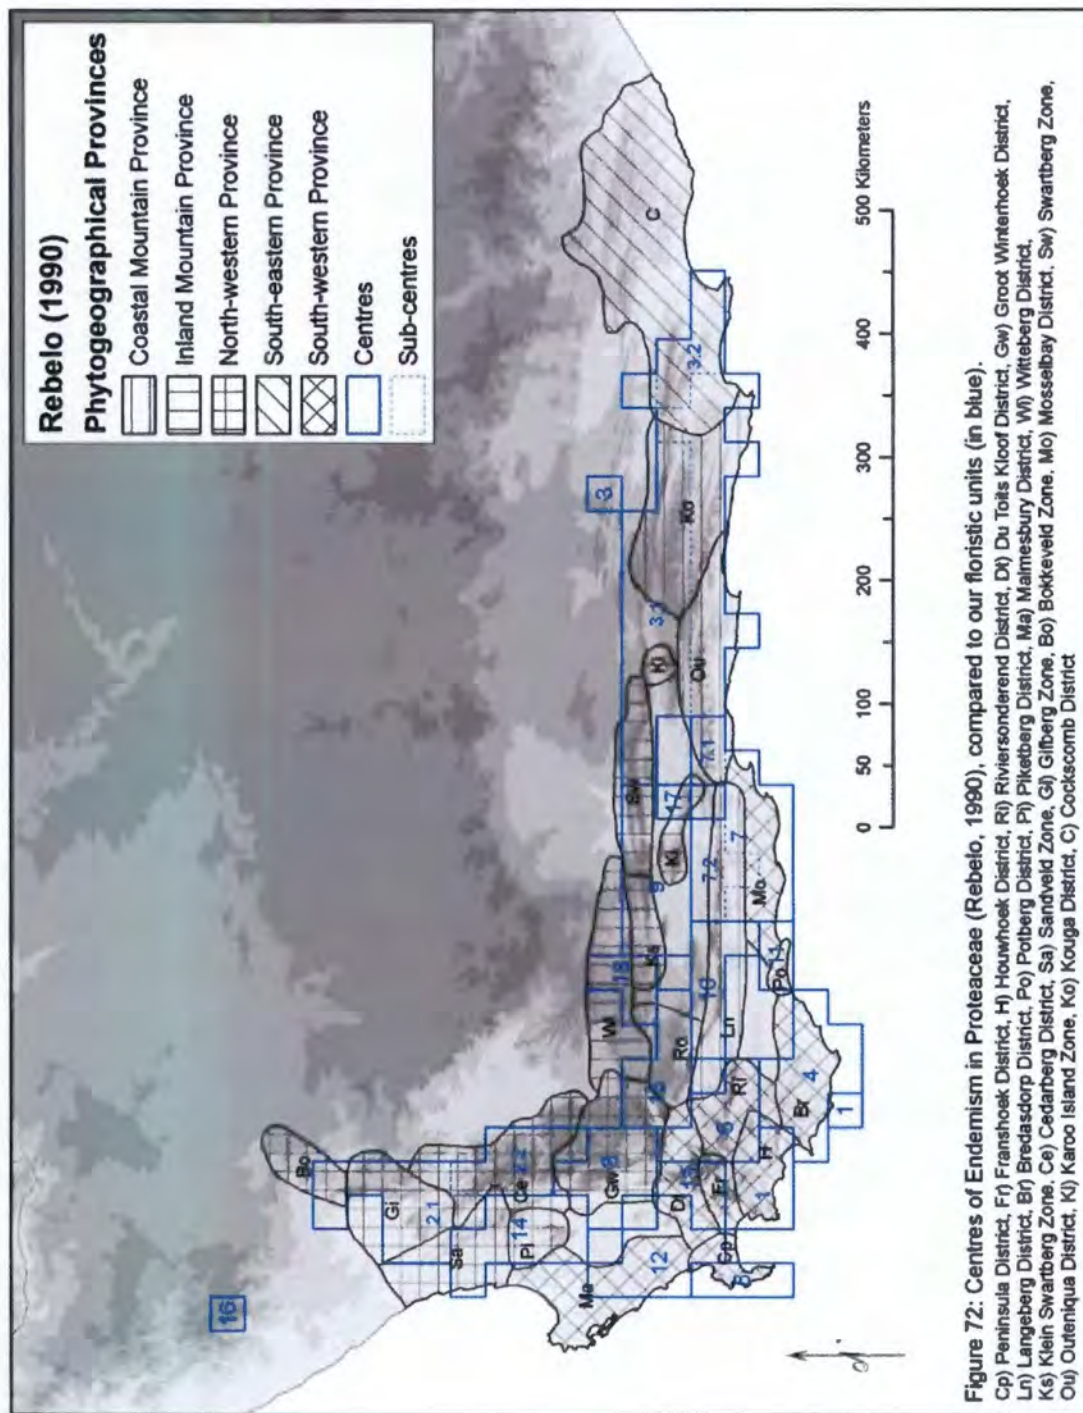 Rebelo (1990)
Phytogeographical Provinces
Coastal Mountain Province
Inland Mountain Province
North-western Province
South-eastern Province
South-western Province
Centres
Sub-centres
16
Bo
Gi
2.1
Sa
Ce 2.2
14
Pi
Gw 2
Ma
12
Dt
13
Fr
Cp
8
H
1
6
Ri
Br
4
1
Po
11
15
Ro
Wi
18
Ks
10
Ln
9
Ki
7.2
Mo
7
17
Sw
7.1
Ou
Ki
3.1
3
Ko
3.2
C
0 50 100 200 300 400 500 Kilometers
Figure 72: Centres of Endemism in Proteaceae (Rebelo, 1990), compared to our floristic units (in blue).
Cp) Peninsula District, Fr) Franshoek District, H) Houwhoek District, Ri) Riviersonderend District, Dt) Du Toits Kloof District, Gw) Groot Winterhoek District,
Ln) Langeberg District, Br) Bredasdorp District, Po) Potberg District, Pi) Piketberg District, Ma) Malmesbury District, Wi) Witteberg District,
Ks) Klein Swartberg Zone, Ce) Cedarberg District, Sa) Sandveld Zone, Gi) Gifberg Zone, Bo) Bokkeveld Zone, Mo) Mosselbay District, Sw) Swartberg Zone,
Ou) Outeniqua District, Ki) Karoo Island Zone, Ko) Kouga District, C) Cockscomb District